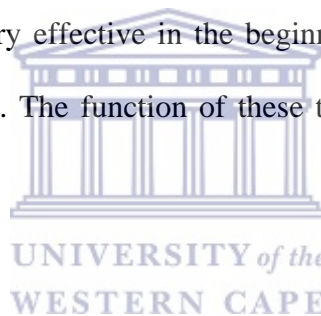 ry effective in the beginn
. The function of these t
UNIVERSITY of the
WESTERN CAPE